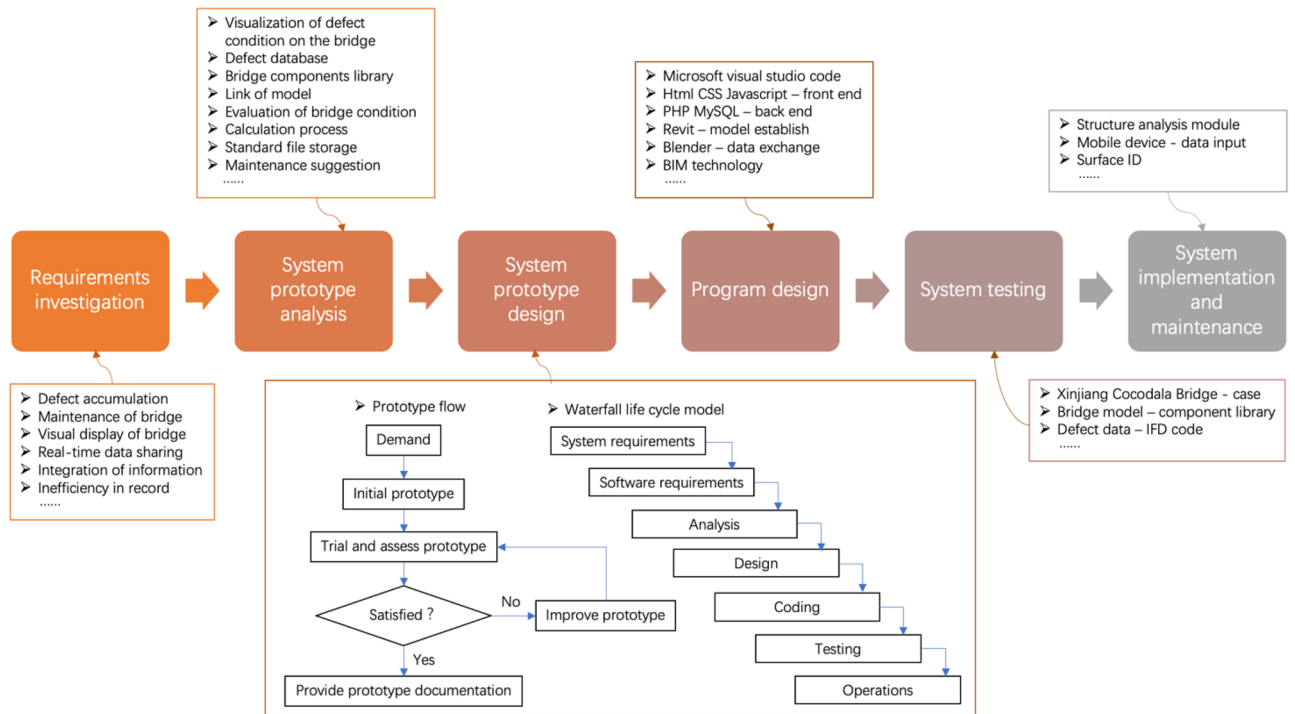 ➢ Visualization of defect
condition on the bridge
➢ Defect database
➢ Bridge components library
➢ Link of model
➢ Evaluation of bridge condition
➢ Calculation process
➢ Standard file storage
➢ Maintenance suggestion
……
➢ Microsoft visual studio code
➢ Html CSS Javascript – front end
➢ PHP MySQL – back end
➢ Revit – model establish
➢ Blender – data exchange
➢ BIM technology
……
➢ Structure analysis module
➢ Mobile device - data input
➢ Surface ID
……
Requirements
investigation
System
prototype
analysis
System
prototype
design
Program design
System testing
System
implementation
and
maintenance
➢ Defect accumulation
➢ Maintenance of bridge
➢ Visual display of bridge
➢ Real-time data sharing
➢ Integration of information
➢ Inefficiency in record
……
➢ Prototype flow
Demand
Initial prototype
Trial and assess prototype
Satisfied ?
No
Improve prototype
Yes
Provide prototype documentation
➢ Waterfall life cycle model
System requirements
Software requirements
Analysis
Design
Coding
Testing
Operations
➢ Xinjiang Cocodala Bridge - case
➢ Bridge model – component library
➢ Defect data – IFD code
……